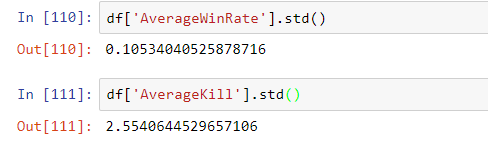 In [110]: df['AverageWinRate'].std()
Out[110]: 0.10534040525878716
In [111]: df['AverageKill'].std()
Out[111]: 2.5540644529657106